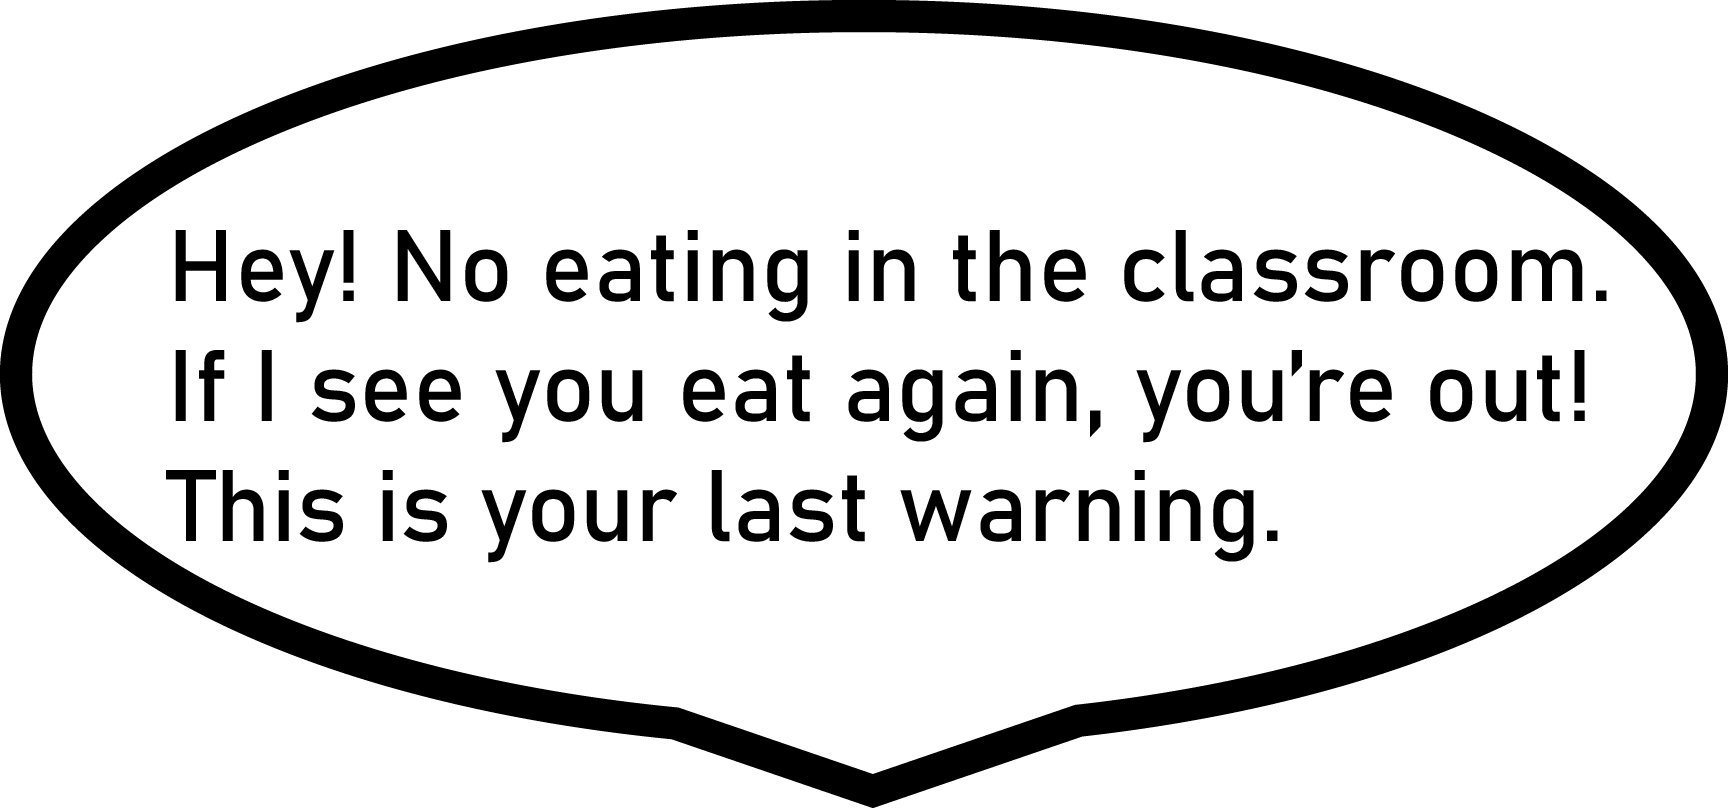 Hey! No eating in the classroom.
If I see you eat again, you’re out!
This is your last warning.